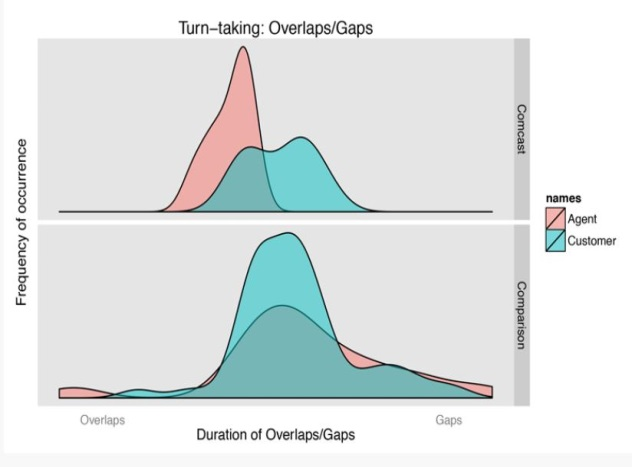 Turn-taking: Overlaps/Gaps
Frequency of occurrence
Comcast
Comparison
names
Agent
Customer
Overlaps
Gaps
Duration of Overlaps/Gaps